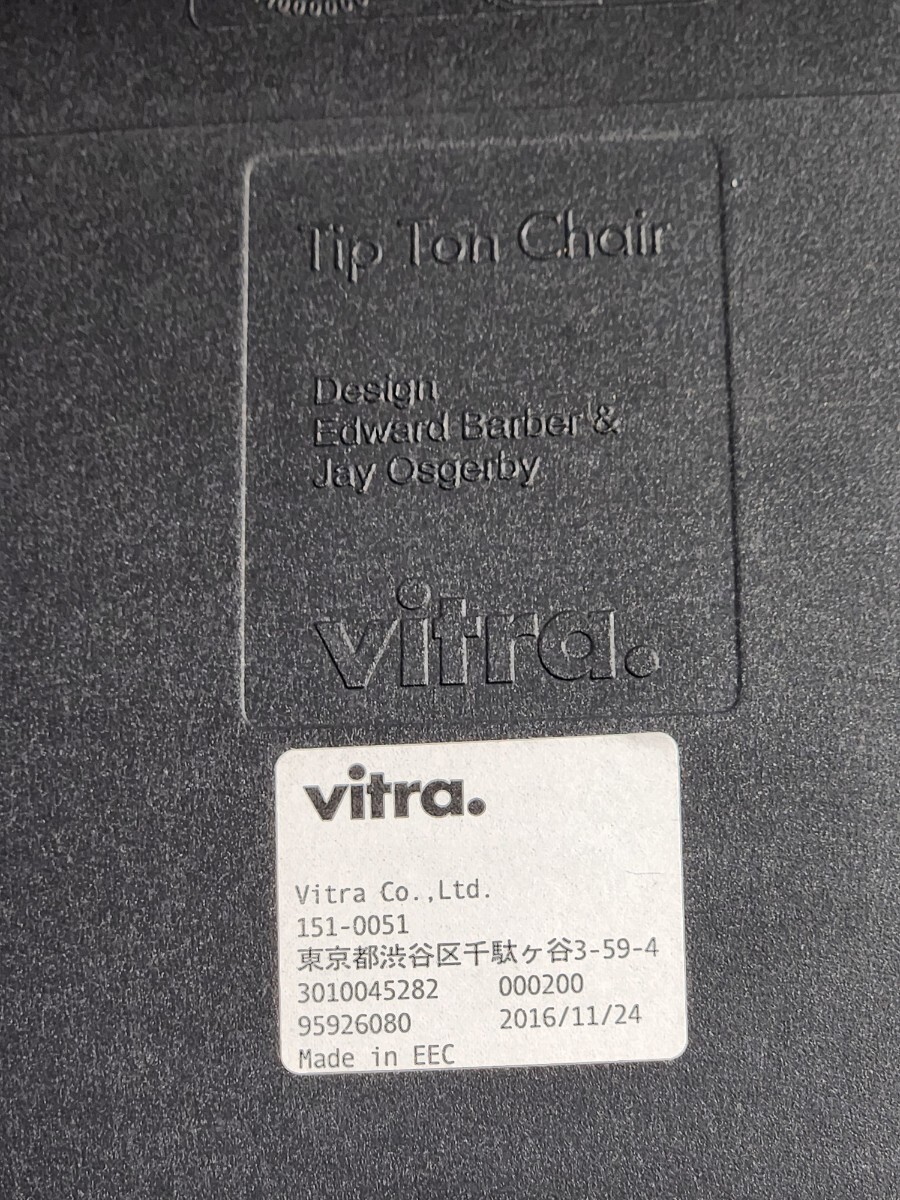 Tip Ton Chair
Design
Edward Barber &
Jay Osgerby
vitra.
vitra.
Vitra Co.,Ltd.
151-0051
東京都渋谷区千駄ヶ谷3-59-4
3010045282 000200
95926080 2016/11/24
Made in EEC